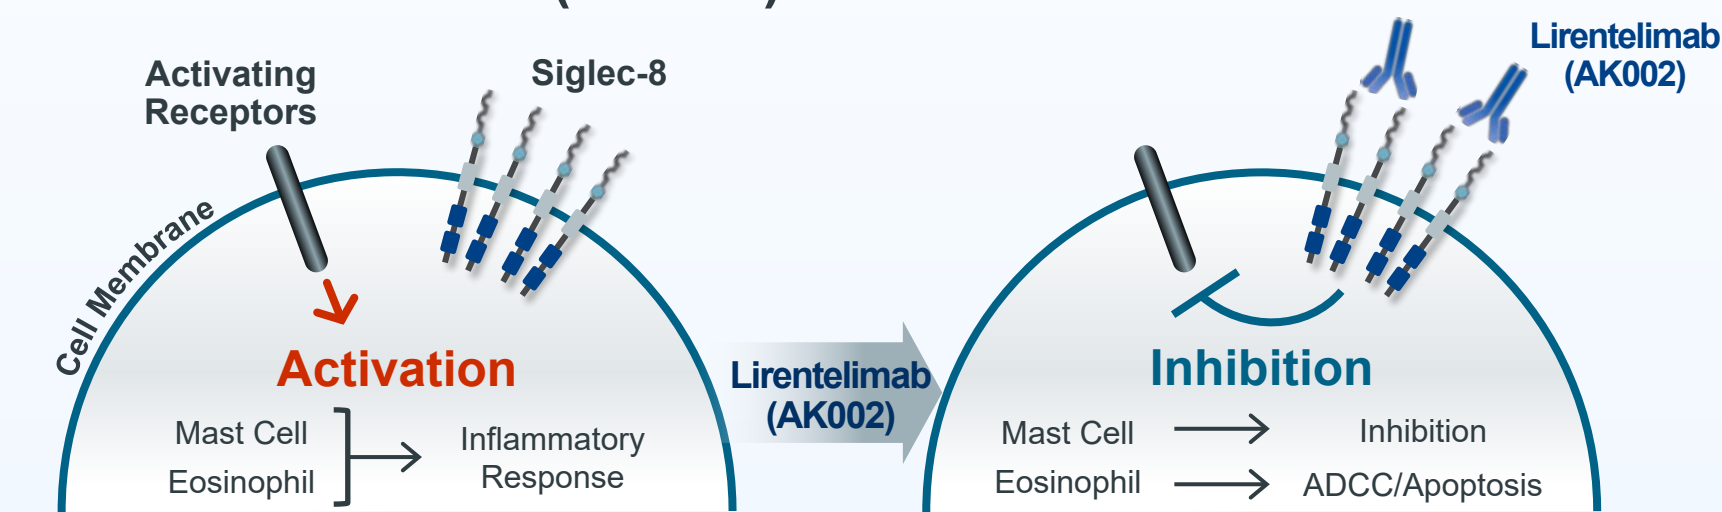 Activating
Receptors
Siglec-8
Cell Membrane
Activation
Mast Cell
Eosinophil
Inflammatory
Response
Lirentelimab
(AK002)
Lirentelimab
(AK002)
Inhibition
Mast Cell
Inhibition
Eosinophil
ADCC/Apoptosis